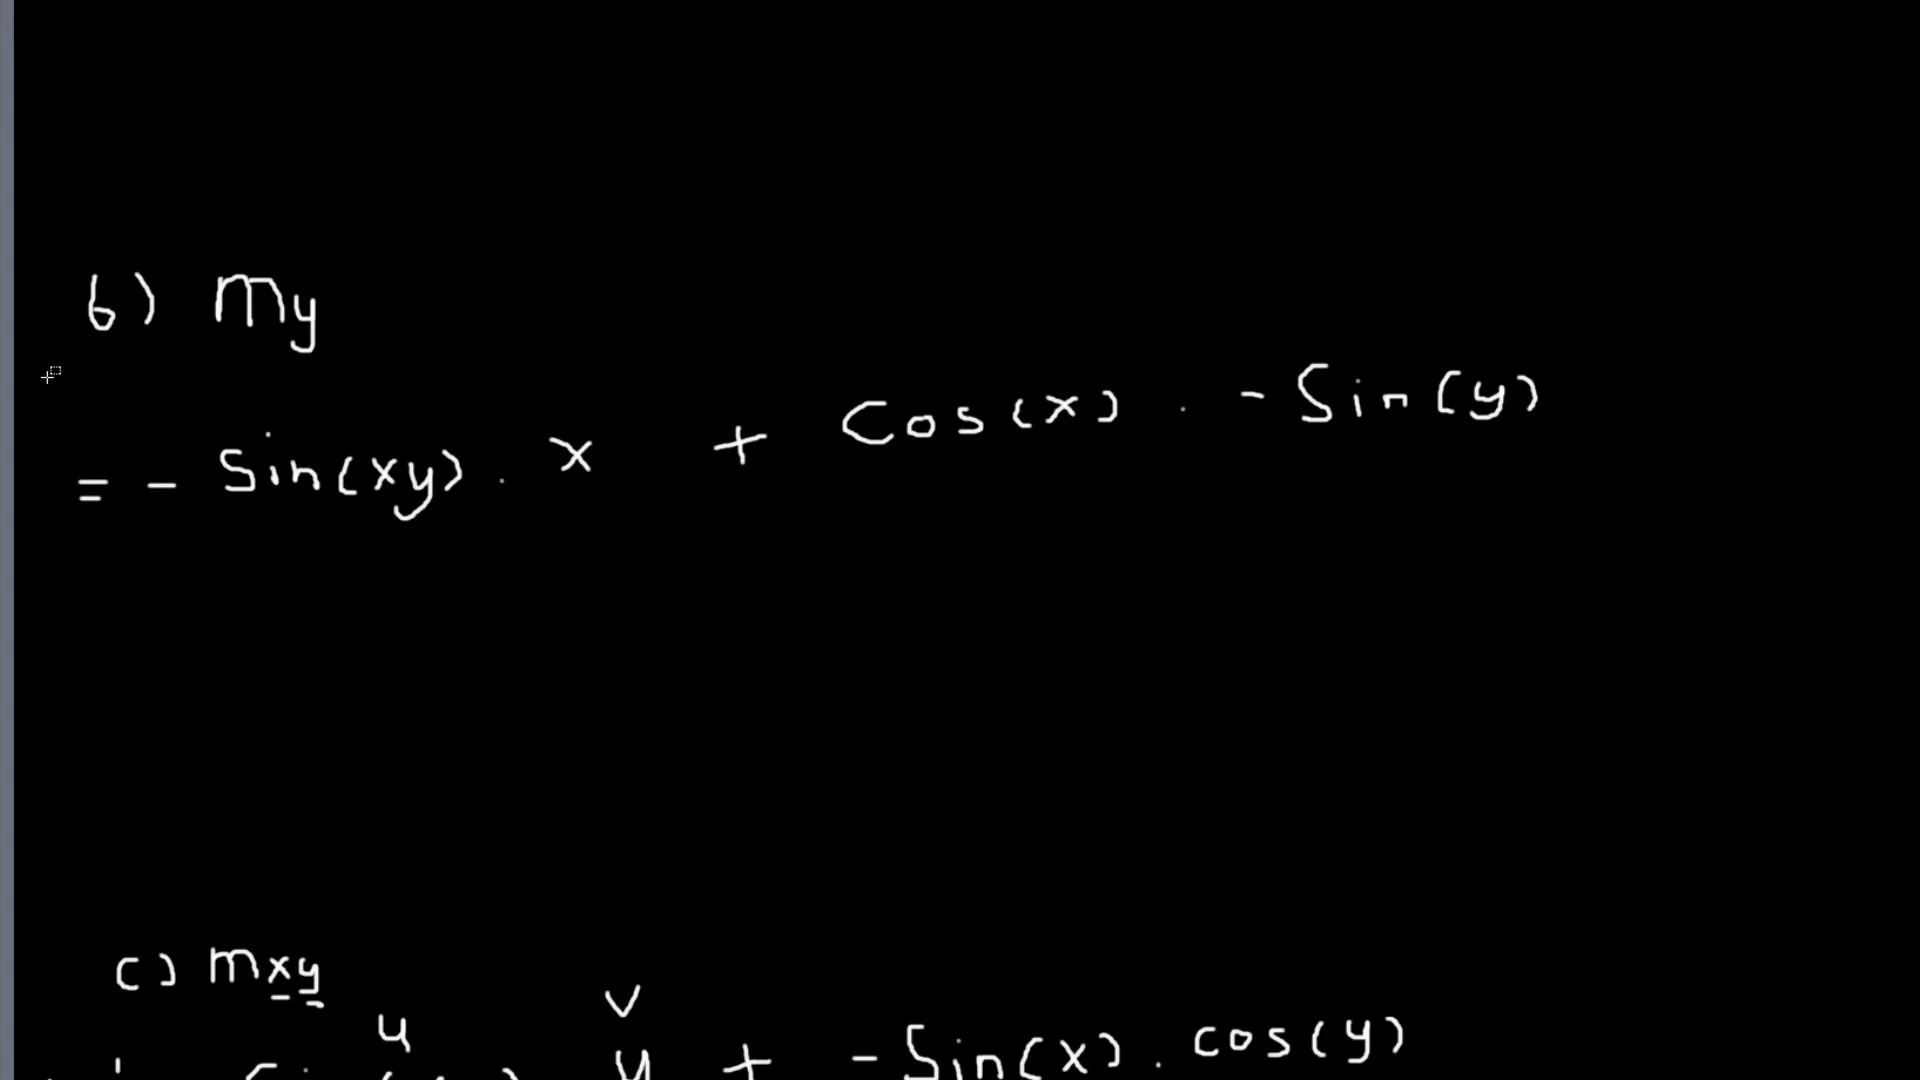 b) my
= - Sin(xy) . x + Cos(x) . - Sin(y)
c) mxy
u v
y + - Sin(x) . cos(y)